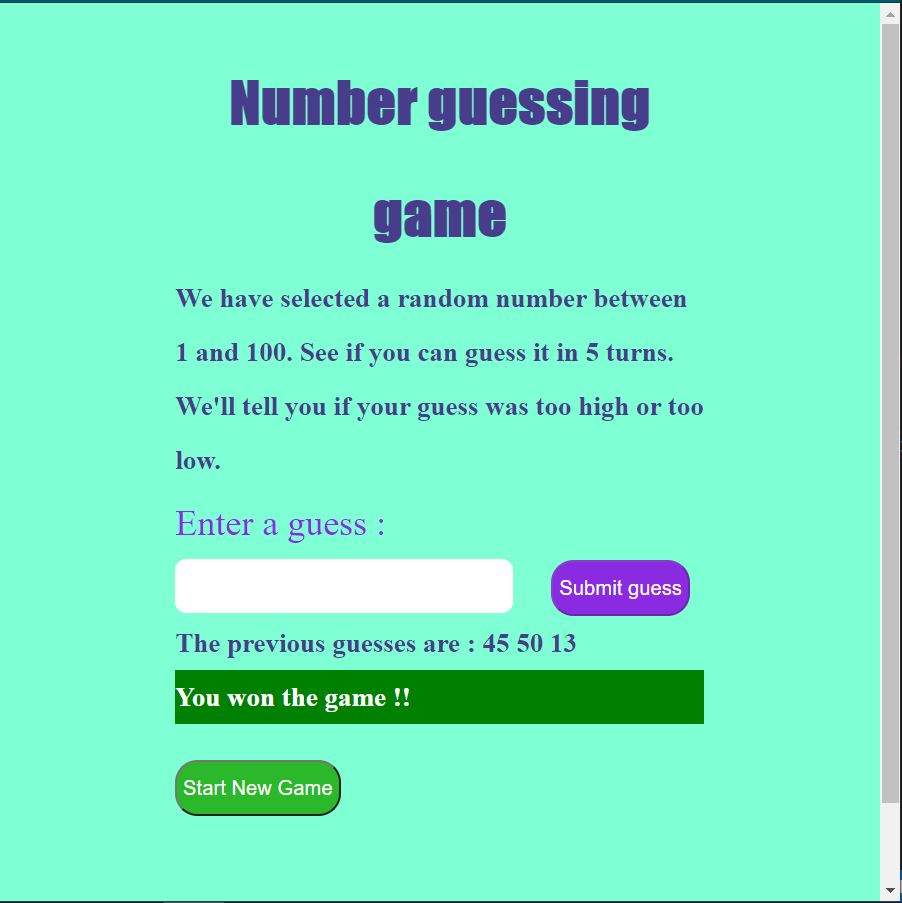 Number guessing
game
We have selected a random number between
1 and 100. See if you can guess it in 5 turns.
We'll tell you if your guess was too high or too
low.
Enter a guess :
Submit guess
The previous guesses are : 45 50 13
You won the game !!
Start New Game